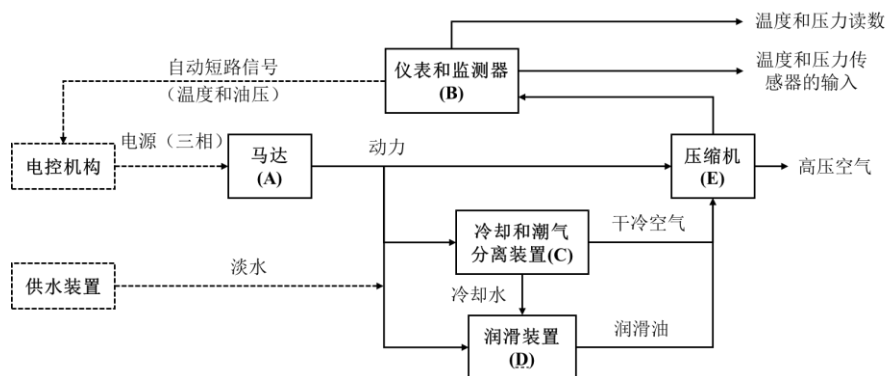 温度和压力读数
自动短路信号
（温度和油压）
仪表和监测器
(B)
温度和压力传
感器的输入
电控机构
电源（三相）
马达
(A)
动力
压缩机
(E)
高压空气
冷却和潮气
分离装置(C)
干冷空气
供水装置
淡水
冷却水
润滑装置
(D)
润滑油